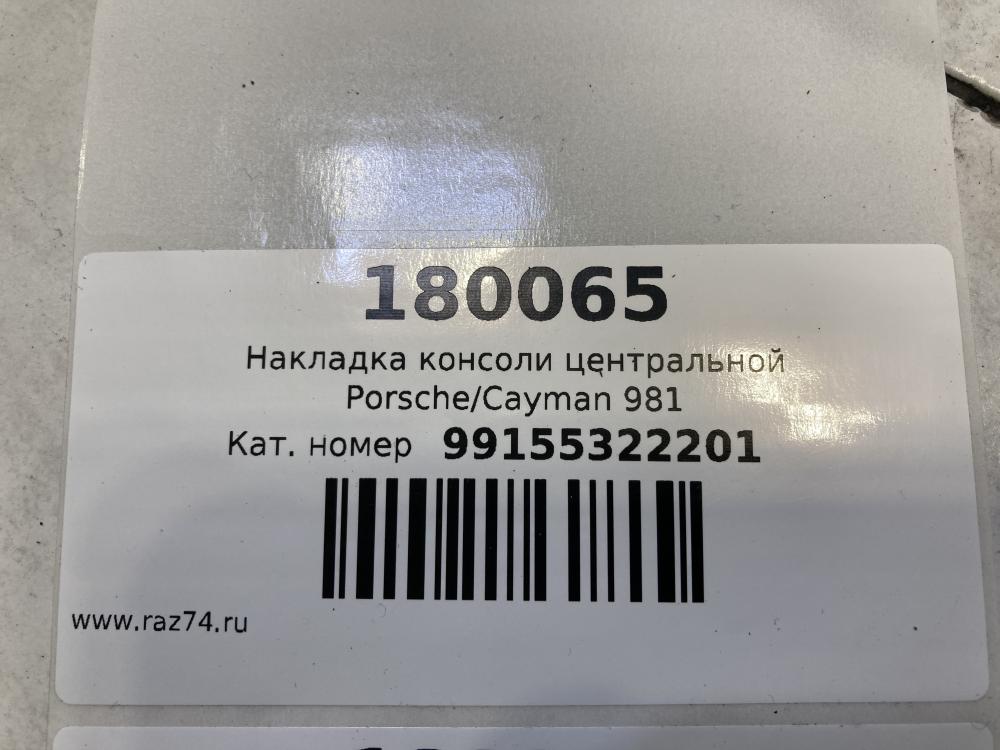 180065
Накладка консоли центральной
Porsche/Cayman 981
Кат. номер 99155322201
www.raz74.ru